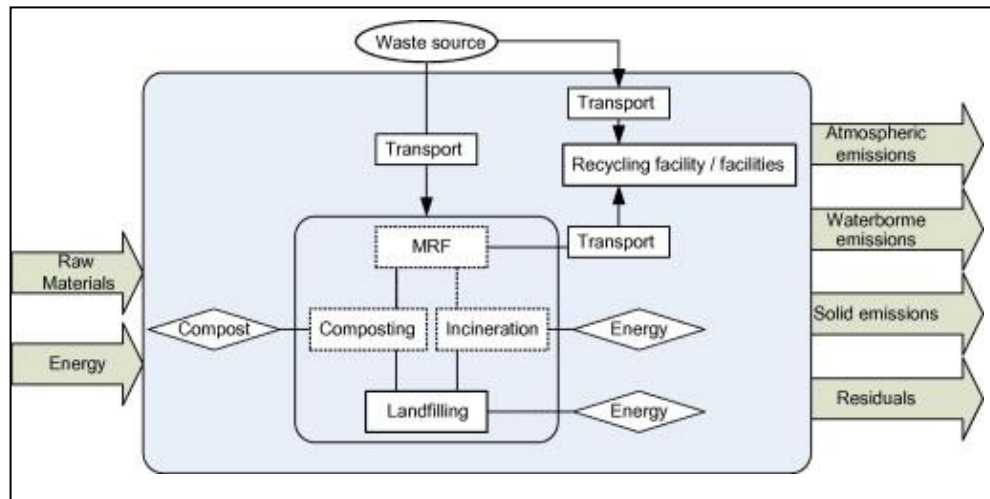 Waste source
Transport
Transport
Atmospheric
emissions
Recycling facility / facilities
Waterborme
emissions
MRF
Transport
Raw
Materials
Compost
Composting
Incineration
Energy
Solid emissions
Energy
Landfilling
Energy
Residuals